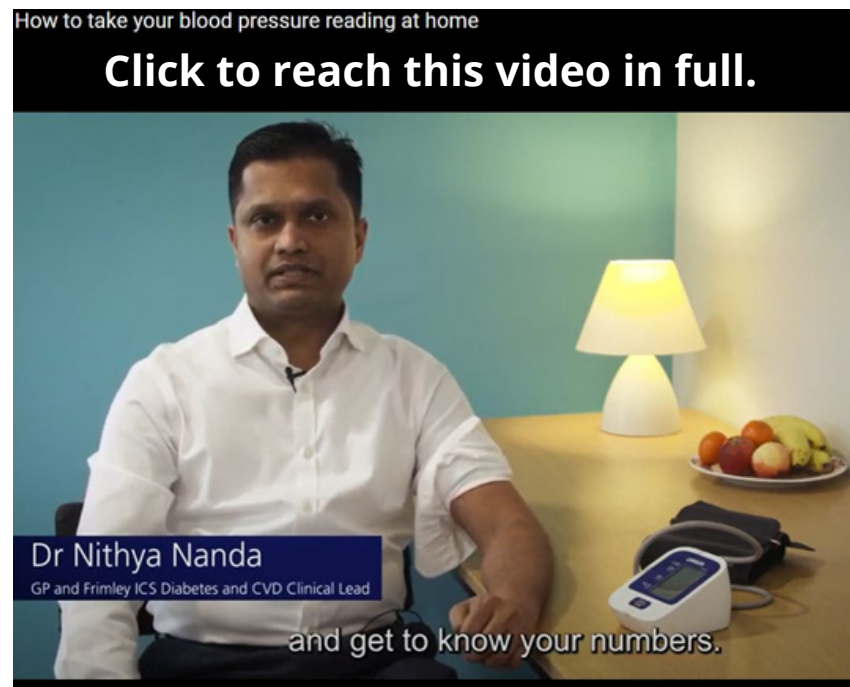 How to take your blood pressure reading at home
Click to reach this video in full.
Dr Nithya Nanda
GP and Frimley ICS Diabetes and CVD Clinical Lead
and get to know your numbers.